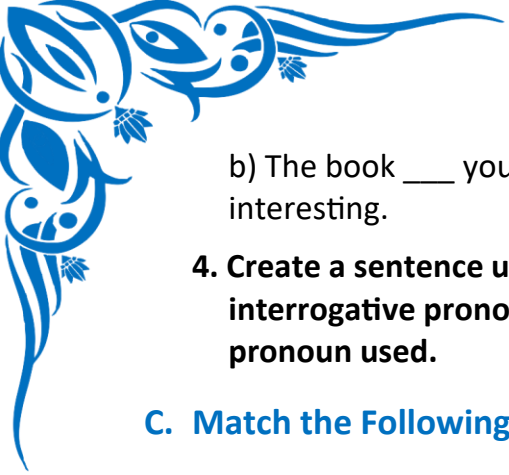 b) The book ___ you
interesting.
4. Create a sentence u
interrogative prono
pronoun used.
C. Match the Following